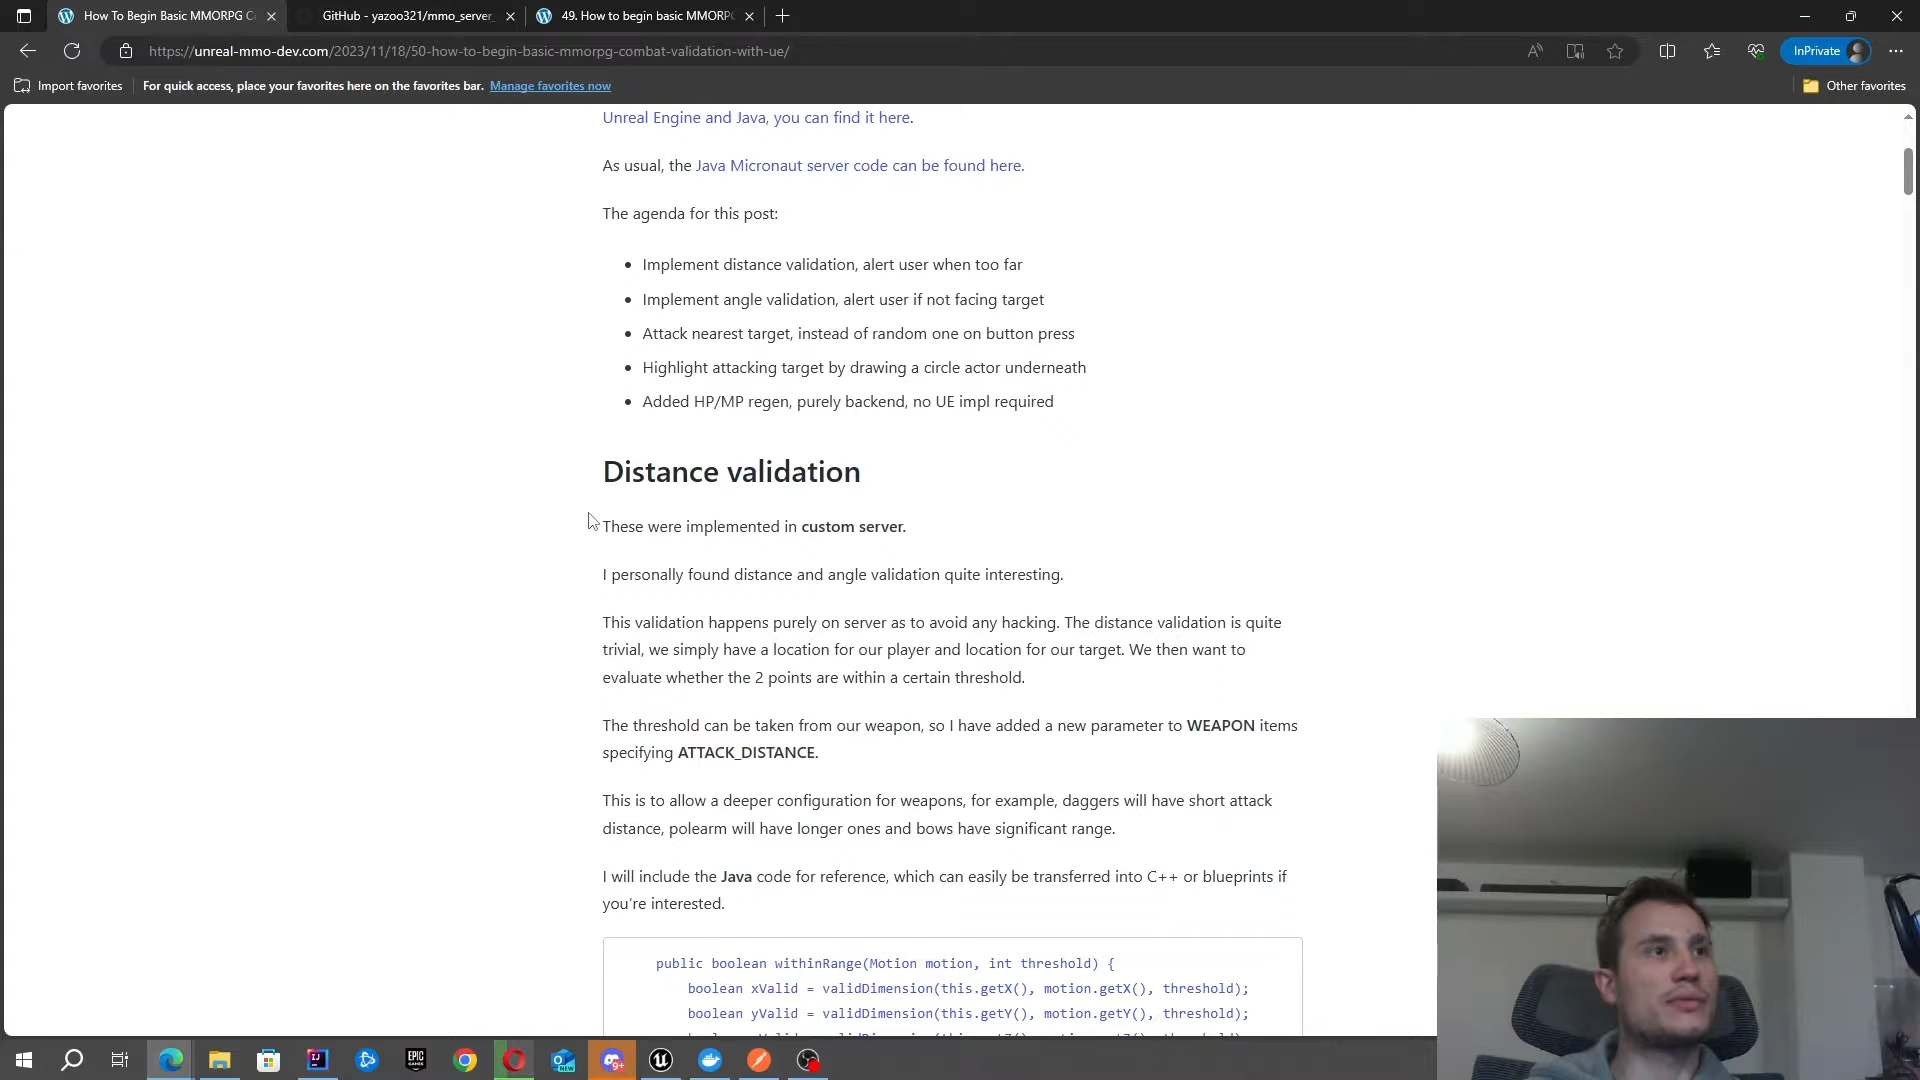 How To Begin Basic MMORPG C
GitHub - yazoo321/mmo_server_
49. How to begin basic MMORPG
https://unreal-mmo-dev.com/2023/11/18/50-how-to-begin-basic-mmorpg-combat-validation-with-ue/
InPrivate
Import favorites
For quick access, place your favorites here on the favorites bar. Manage favorites now
Other favorites
Unreal Engine and Java, you can find it here.
As usual, the Java Micronaut server code can be found here.
The agenda for this post:
• Implement distance validation, alert user when too far
• Implement angle validation, alert user if not facing target
• Attack nearest target, instead of random one on button press
• Highlight attacking target by drawing a circle actor underneath
• Added HP/MP regen, purely backend, no UE impl required
Distance validation
These were implemented in custom server.
I personally found distance and angle validation quite interesting.
This validation happens purely on server as to avoid any hacking. The distance validation is quite
trivial, we simply have a location for our player and location for our target. We then want to
evaluate whether the 2 points are within a certain threshold.
The threshold can be taken from our weapon, so I have added a new parameter to WEAPON items
specifying ATTACK_DISTANCE.
This is to allow a deeper configuration for weapons, for example, daggers will have short attack
distance, polearm will have longer ones and bows have significant range.
I will include the Java code for reference, which can easily be transferred into C++ or blueprints if
you're interested.
public boolean withinRange(Motion motion, int threshold) {
boolean xValid = validDimension(this.getX(), motion.getX(), threshold);
boolean yValid = validDimension(this.getY(), motion.getY(), threshold);